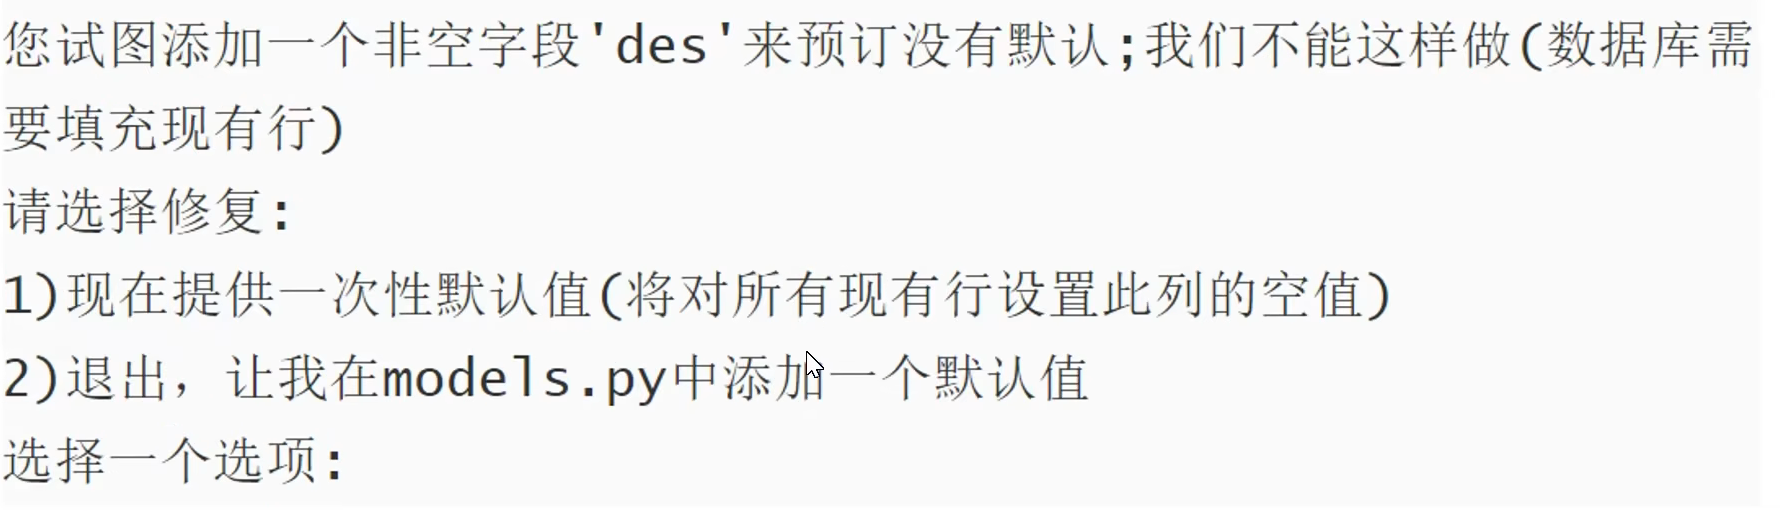 您试图添加一个非空字段'des'来预订没有默认;我们不能这样做(数据库需
要填充现有行)
请选择修复:
1)现在提供一次性默认值(将对所有现有行设置此列的空值)
2)退出，让我在models.py中添加一个默认值
选择一个选项: